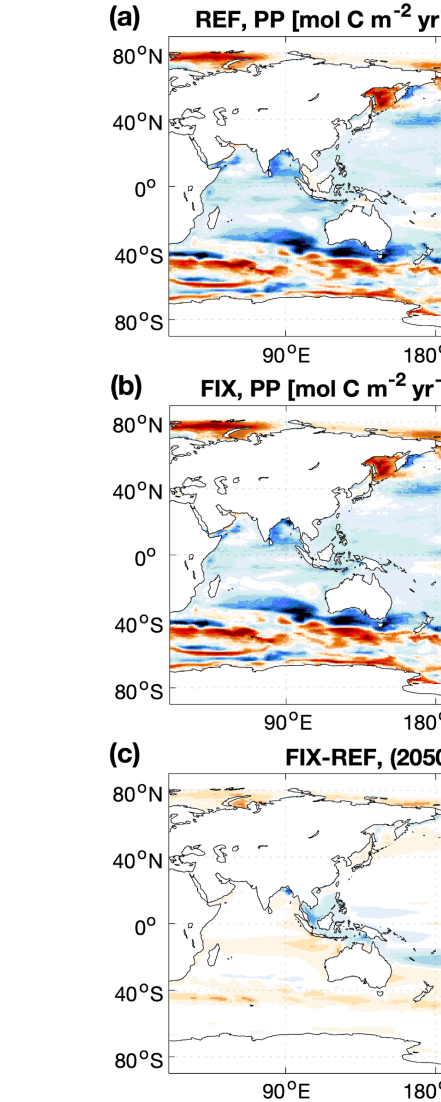 (a) REF, PP [mol C m⁻² yr
80°N
40°N
0°
40°S
80°S
90°E 180°
(b) FIX, PP [mol C m⁻² yr⁻
80°N
40°N
0°
40°S
80°S
90°E 180°
(c) FIX-REF, (2050
80°N
40°N
0°
40°S
80°S
90°E 180°